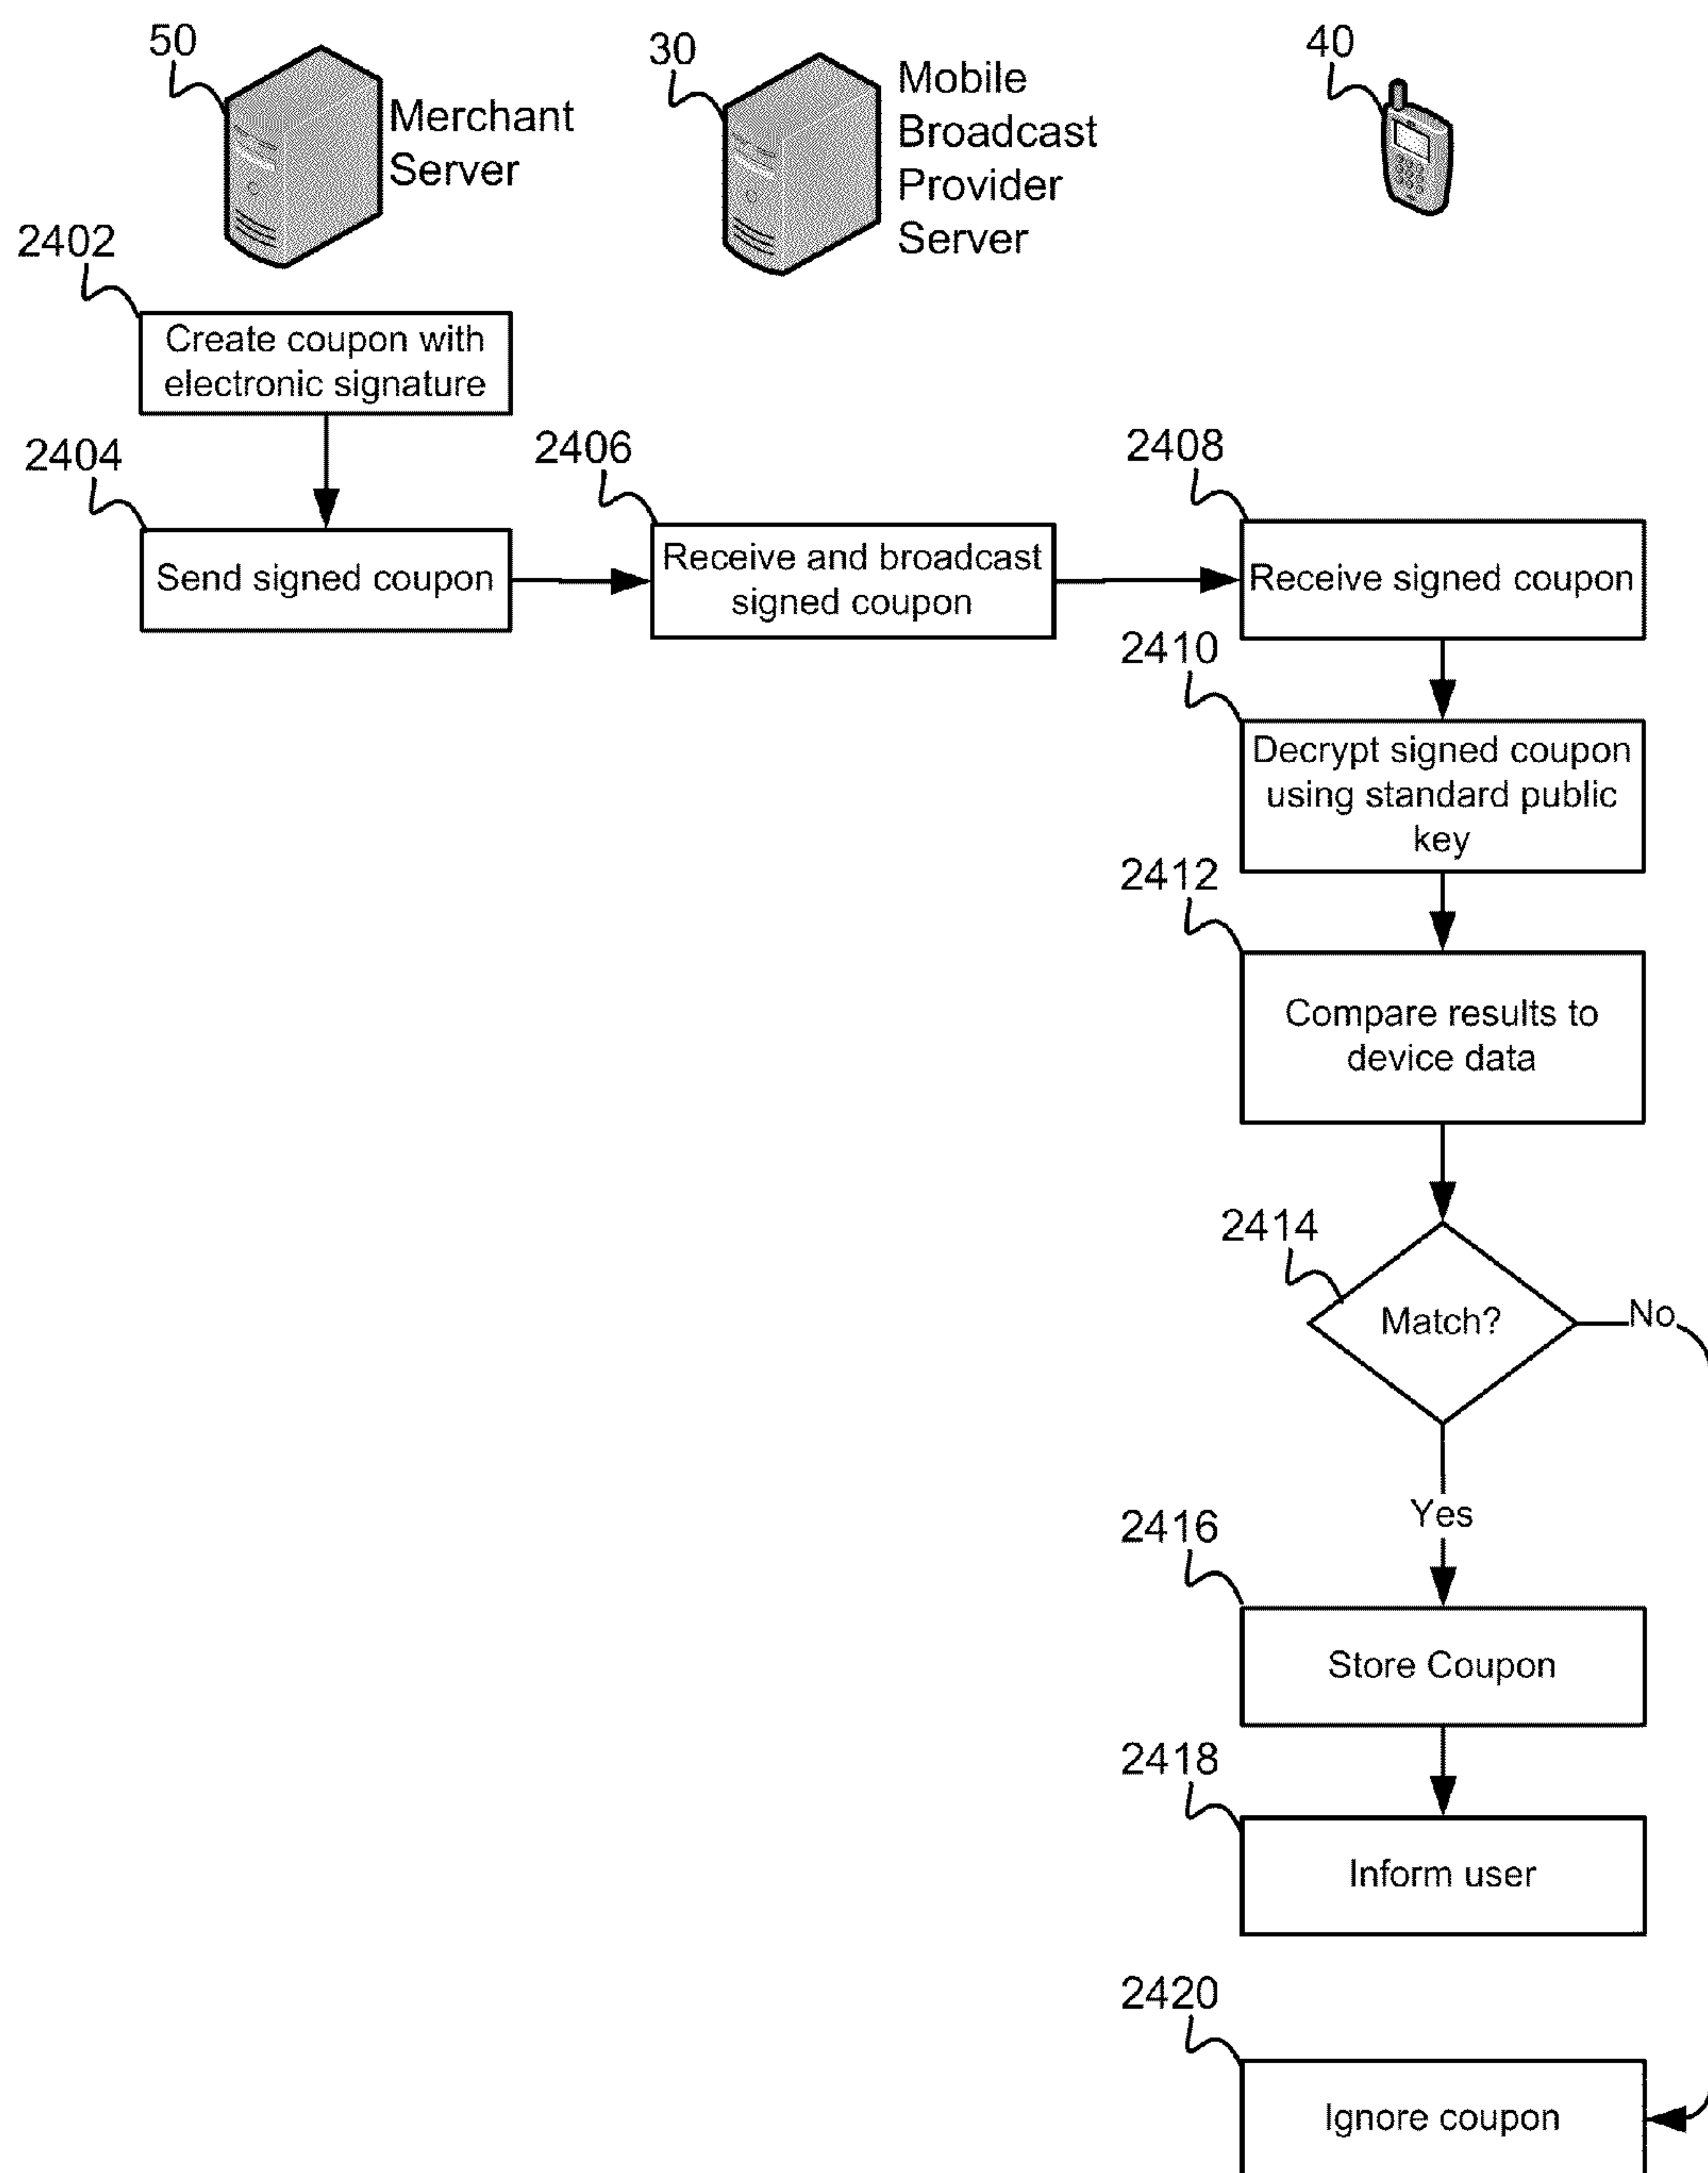 50
Merchant
Server
30
Mobile
Broadcast
Provider
Server
40
2402
Create coupon with
electronic signature
2404
Send signed coupon
2406
Receive and broadcast
signed coupon
2408
Receive signed coupon
2410
Decrypt signed coupon
using standard public
key
2412
Compare results to
device data
2414
Match?
No
Yes
2416
Store Coupon
2418
Inform user
2420
Ignore coupon